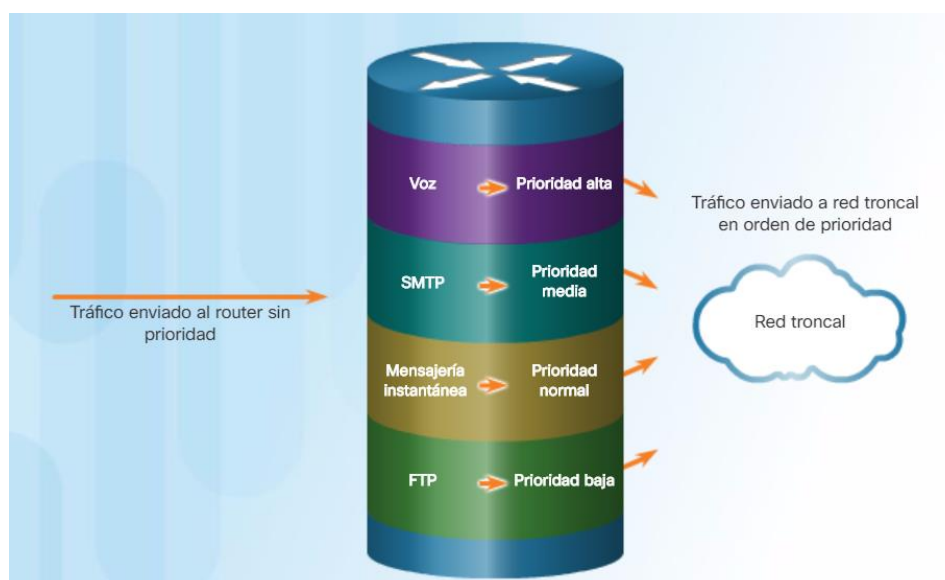 Tráfico enviado al router sin
prioridad
Voz
Prioridad alta
SMTP
Prioridad
media
Mensajería
instantánea
Prioridad
normal
FTP
Prioridad baja
Tráfico enviado a red troncal
en orden de prioridad
Red troncal